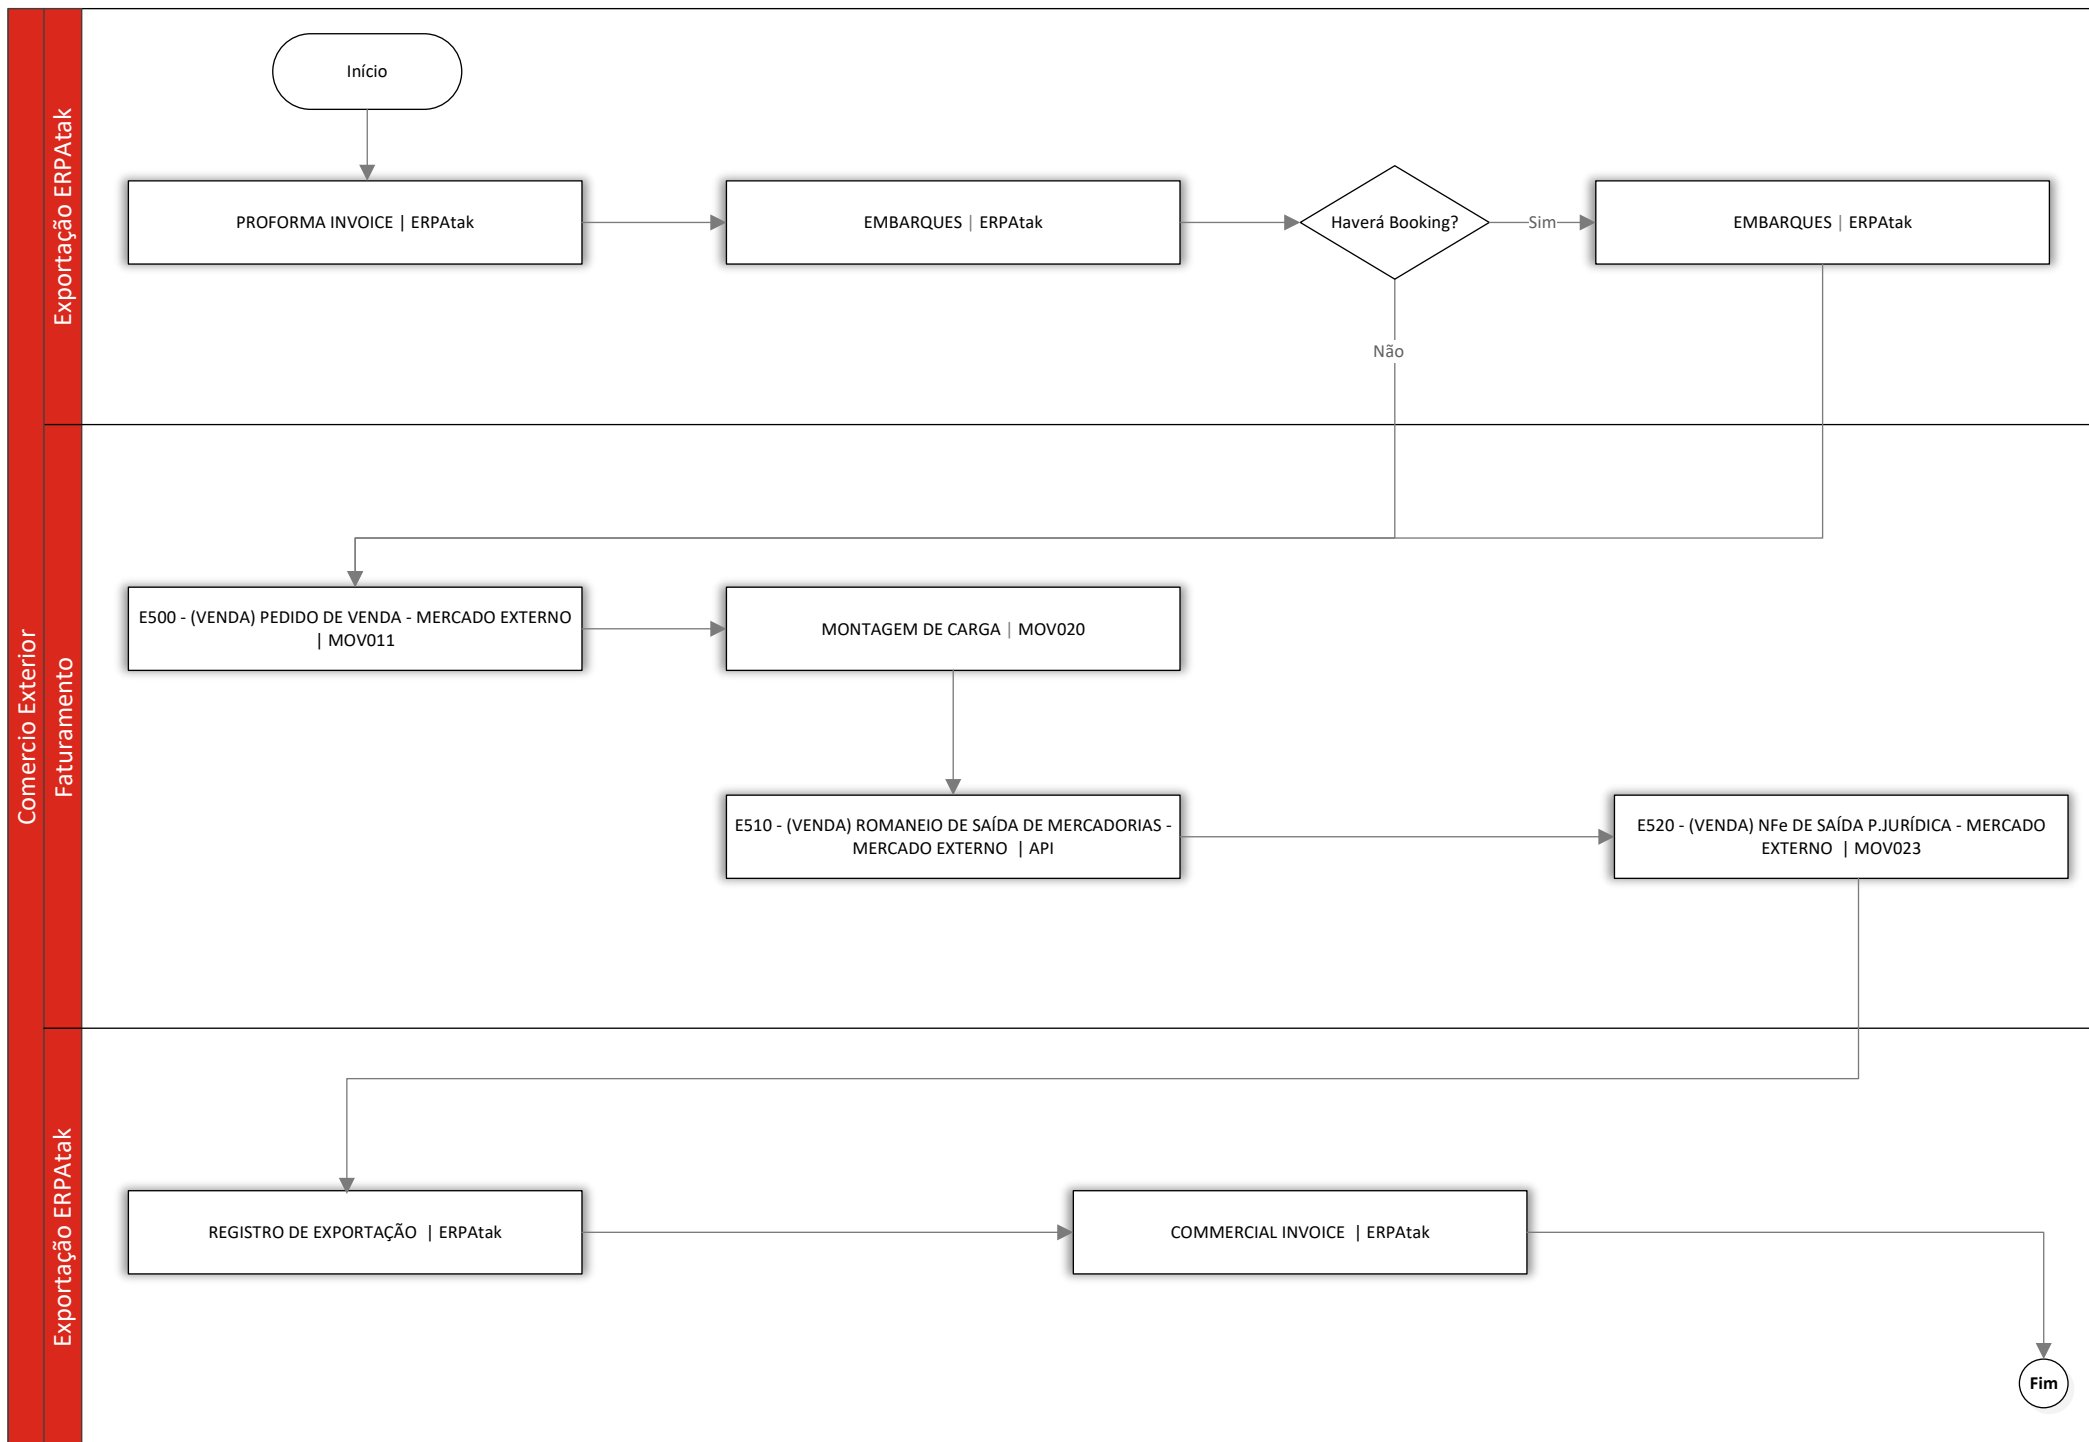 Comercio Exterior
Exportação ERPAtak
Início
PROFORMA INVOICE | ERPAtak
EMBARQUES | ERPAtak
Haverá Booking?
Sim
EMBARQUES | ERPAtak
Não
Faturamento
E500 - (VENDA) PEDIDO DE VENDA - MERCADO EXTERNO
| MOV011
MONTAGEM DE CARGA | MOV020
E510 - (VENDA) ROMANEIO DE SAÍDA DE MERCADORIAS -
MERCADO EXTERNO | API
E520 - (VENDA) NFe DE SAÍDA P.JURÍDICA - MERCADO
EXTERNO | MOV023
Exportação ERPAtak
REGISTRO DE EXPORTAÇÃO | ERPAtak
COMMERCIAL INVOICE | ERPAtak
Fim